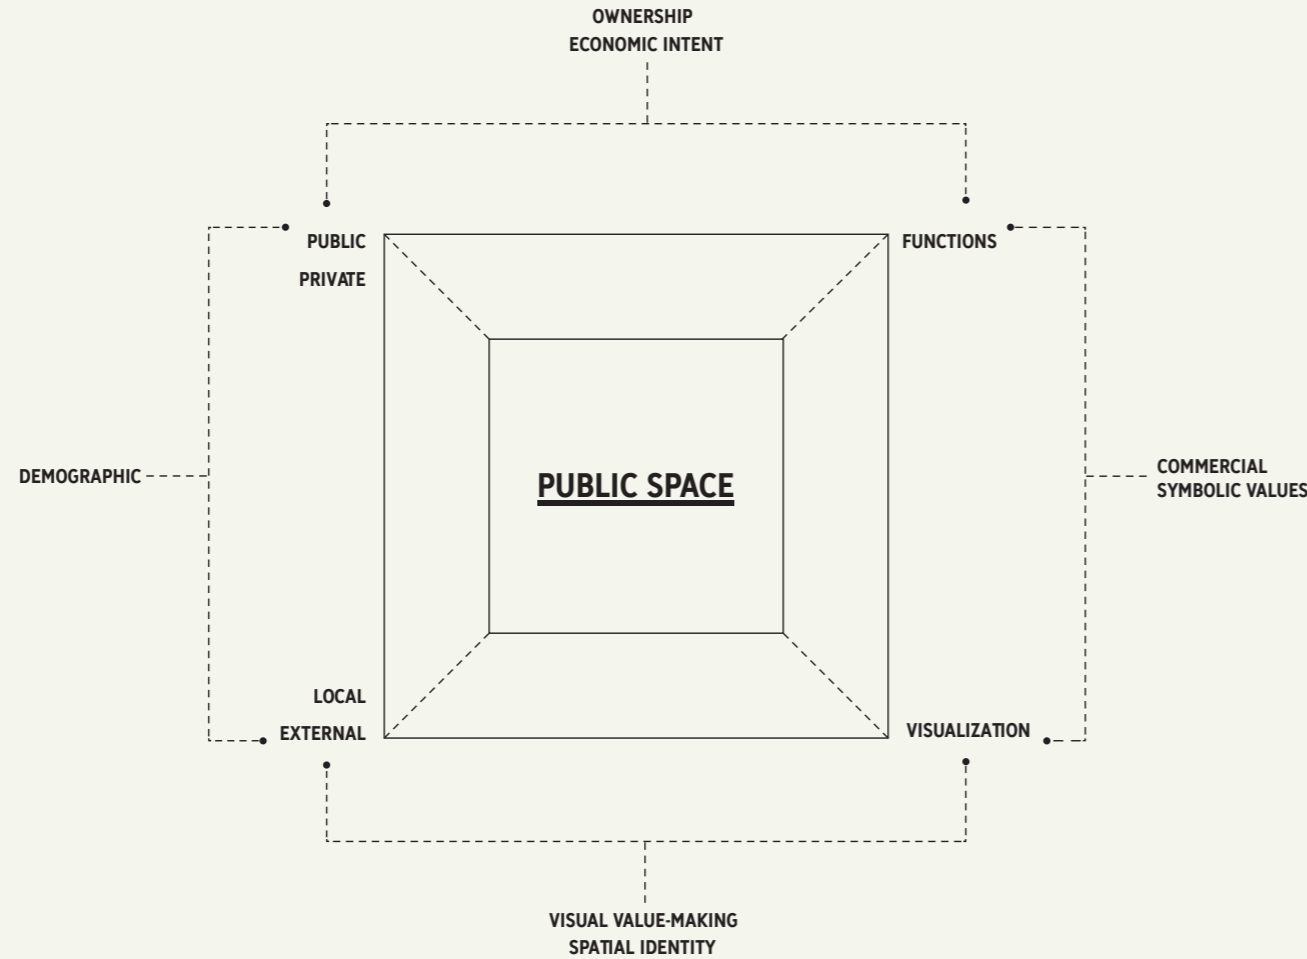 OWNERSHIP
ECONOMIC INTENT
PUBLIC
PRIVATE
FUNCTIONS
DEMOGRAPHIC
PUBLIC SPACE
COMMERCIAL
SYMBOLIC VALUES
LOCAL
EXTERNAL
VISUALIZATION
VISUAL VALUE-MAKING
SPATIAL IDENTITY